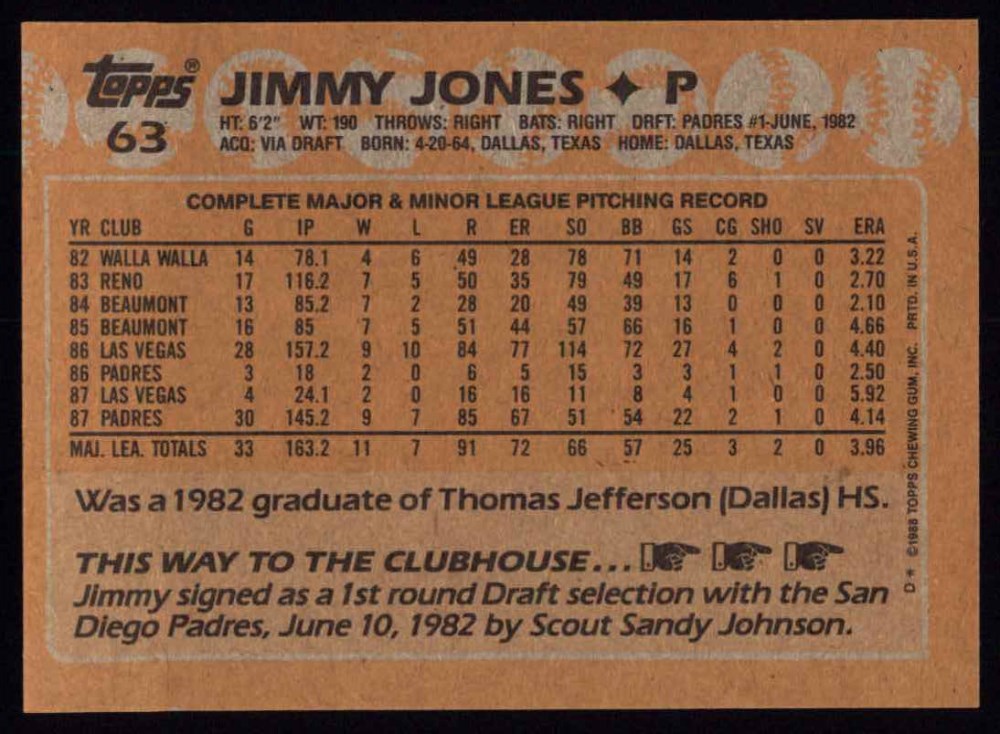 topps® JIMMY JONES ✦ P
63
HT: 6'2" WT: 190 THROWS: RIGHT BATS: RIGHT DRFT: PADRES #1-JUNE, 1982
ACQ: VIA DRAFT BORN: 4-20-64, DALLAS, TEXAS HOME: DALLAS, TEXAS
COMPLETE MAJOR & MINOR LEAGUE PITCHING RECORD
YR CLUB G IP W L R ER SO BB GS CG SHO SV ERA
82 WALLA WALLA 14 78.1 4 6 49 28 78 71 14 2 0 0 3.22
83 RENO 17 116.2 7 5 50 35 79 49 17 6 1 0 2.70
84 BEAUMONT 13 85.2 7 2 28 20 49 39 13 0 0 0 2.10
85 BEAUMONT 16 85 7 5 51 44 57 66 16 1 0 0 4.66
86 LAS VEGAS 28 157.2 9 10 84 77 114 72 27 4 2 0 4.40
86 PADRES 3 18 2 0 6 5 15 3 3 1 1 0 2.50
87 LAS VEGAS 4 24.1 2 0 16 16 11 8 4 1 0 0 5.92
87 PADRES 30 145.2 9 7 85 67 51 54 22 2 1 0 4.14
MAJ. LEA. TOTALS 33 163.2 11 7 91 72 66 57 25 3 2 0 3.96
Was a 1982 graduate of Thomas Jefferson (Dallas) HS.
THIS WAY TO THE CLUBHOUSE...
Jimmy signed as a 1st round Draft selection with the San
Diego Padres, June 10, 1982 by Scout Sandy Johnson.
D* ©1988 TOPPS CHEWING GUM, INC. PRTD. IN U.S.A.